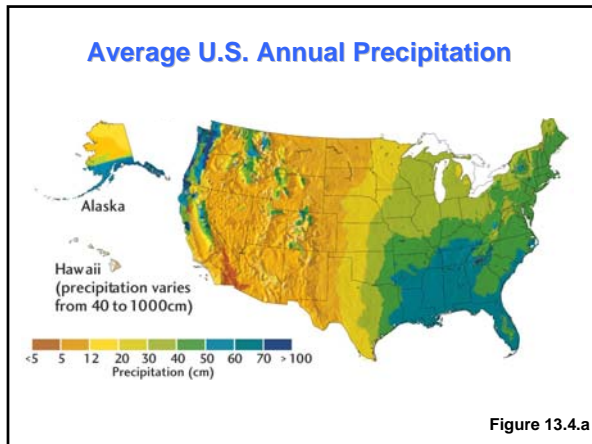 Average U.S. Annual Precipitation
Alaska
Hawaii
(precipitation varies
from 40 to 1000cm)
<5 5 12 20 30 40 50 60 70 >100
Precipitation (cm)
Figure 13.4.a